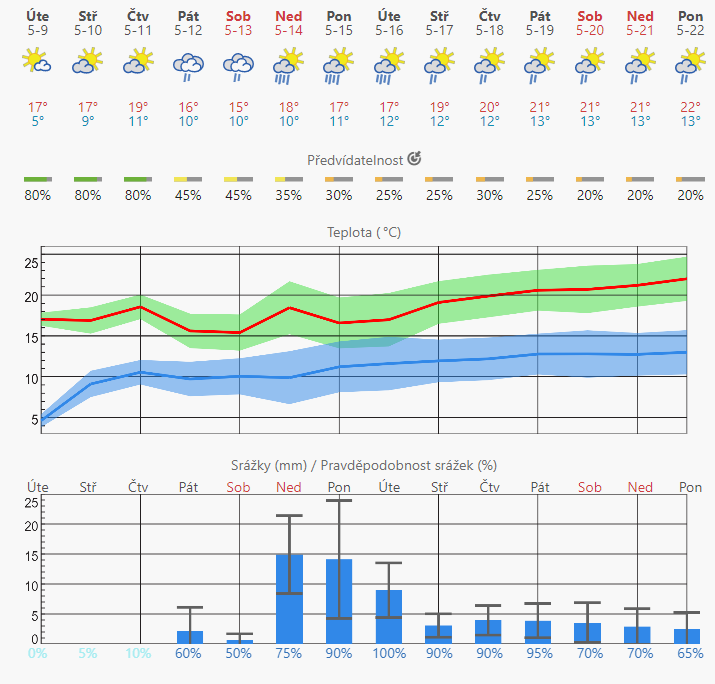 Úte Stř Čtv Pát Sob Ned Pon Úte Stř Čtv Pát Sob Ned Pon
5-9 5-10 5-11 5-12 5-13 5-14 5-15 5-16 5-17 5-18 5-19 5-20 5-21 5-22
17° 17° 19° 16° 15° 18° 17° 17° 19° 20° 21° 21° 21° 22°
5° 9° 11° 10° 10° 10° 11° 12° 12° 12° 13° 13° 13° 13°
Předvídatelnost
80% 80% 80% 45% 45% 35% 30% 25% 25% 30% 25% 20% 20% 20%
Teplota ( °C)
25
20
15
10
5
Srážky (mm) / Pravděpodobnost srážek (%)
Úte Stř Čtv Pát Sob Ned Pon Úte Stř Čtv Pát Sob Ned Pon
25
20
15
10
5
0
0% 5% 10% 60% 50% 75% 90% 100% 90% 90% 95% 70% 70% 65%